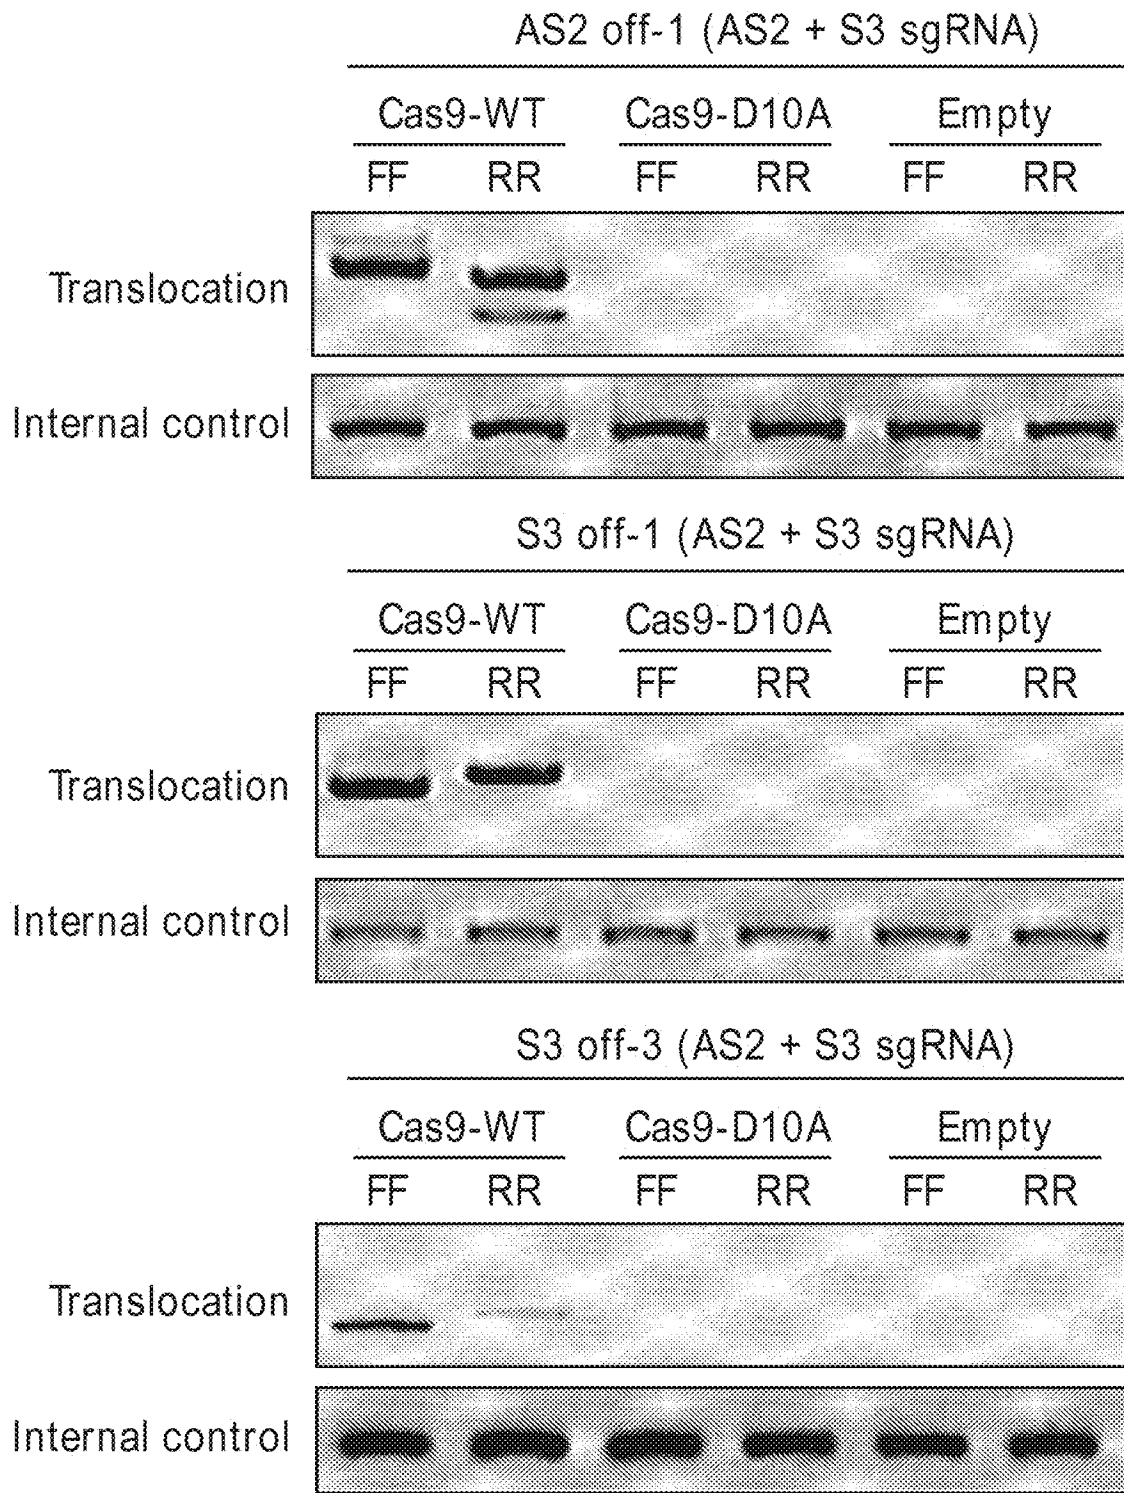 AS2 off-1 (AS2 + S3 sgRNA)
Cas9-WT Cas9-D10A Empty
FF RR FF RR FF RR
Translocation
Internal control
S3 off-1 (AS2 + S3 sgRNA)
Cas9-WT Cas9-D10A Empty
FF RR FF RR FF RR
Translocation
Internal control
S3 off-3 (AS2 + S3 sgRNA)
Cas9-WT Cas9-D10A Empty
FF RR FF RR FF RR
Translocation
Internal control